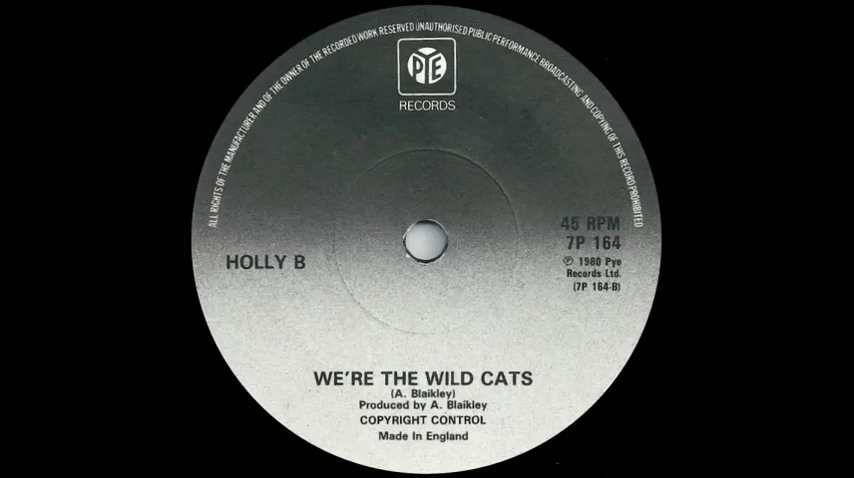 ALL RIGHTS OF THE MANUFACTURER AND OF THE OWNER OF THE RECORDED WORK RESERVED UNAUTHORISED PUBLIC PERFORMANCE BROADCASTING AND COPYING OF THIS RECORD PROHIBITED
PYE
RECORDS
45 RPM
7P 164
℗ 1980 Pye
Records Ltd.
(7P 164-B)
HOLLY B
WE'RE THE WILD CATS
(A. Blaikley)
Produced by A. Blaikley
COPYRIGHT CONTROL
Made In England